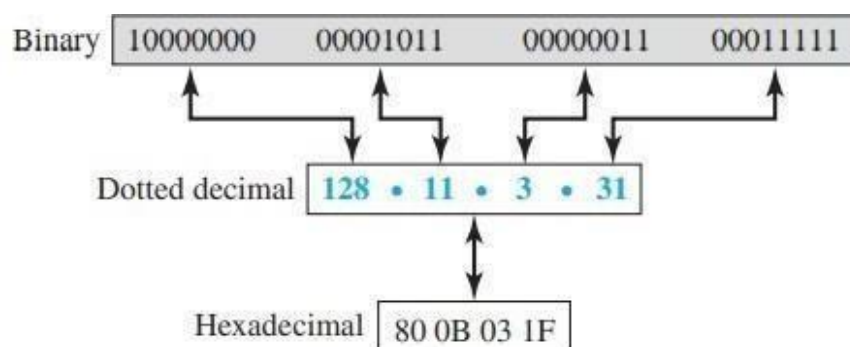 Binary 10000000 00001011 00000011 00011111
Dotted decimal 128 • 11 • 3 • 31
Hexadecimal 80 0B 03 1F